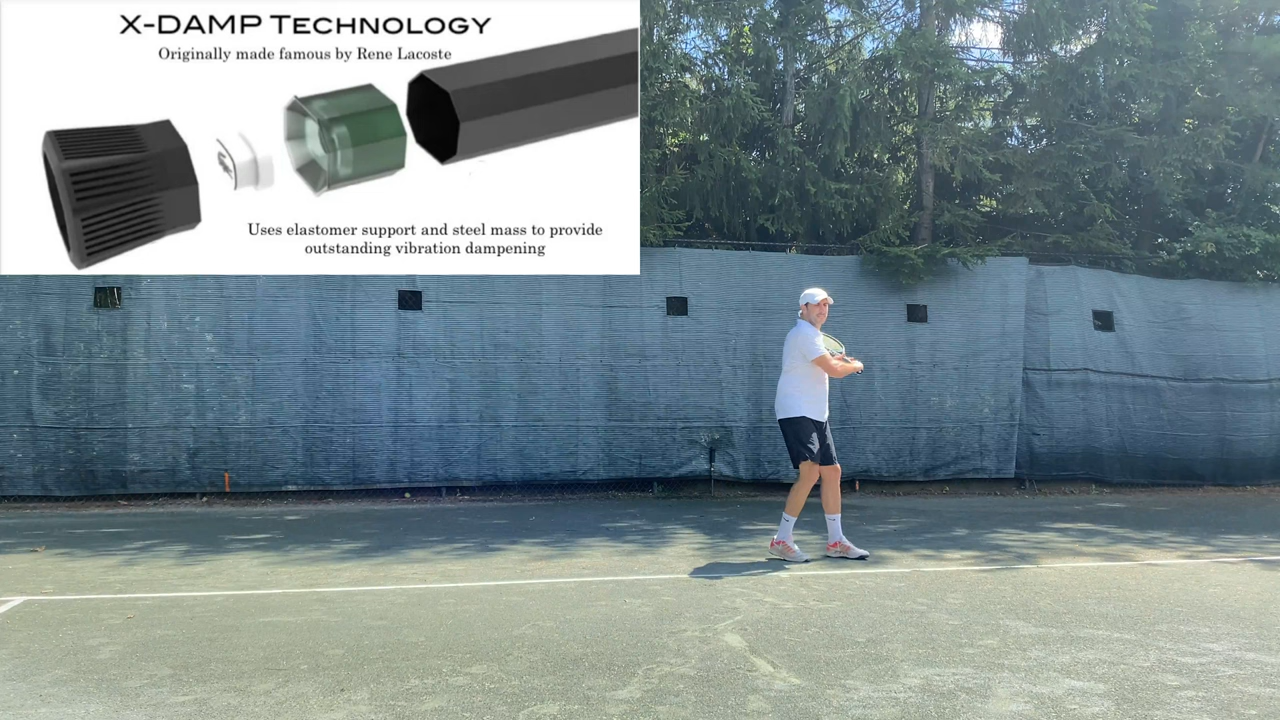 X-DAMP TECHNOLOGY
Originally made famous by Rene Lacoste
Uses elastomer support and steel mass to provide
outstanding vibration dampening